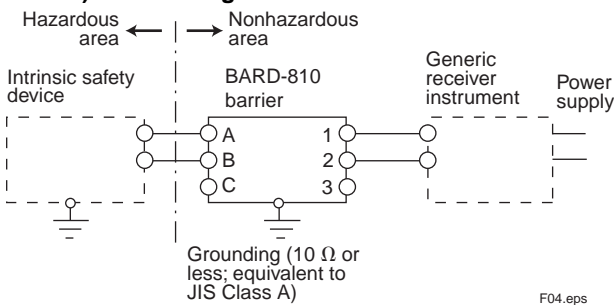 Hazardous
area
Nonhazardous
area
Intrinsic safety
device
BARD-810
barrier
Generic
receiver
instrument
Power
supply
A
B
C
1
2
3
Grounding (10 Ω or
less; equivalent to
JIS Class A)
F04.eps